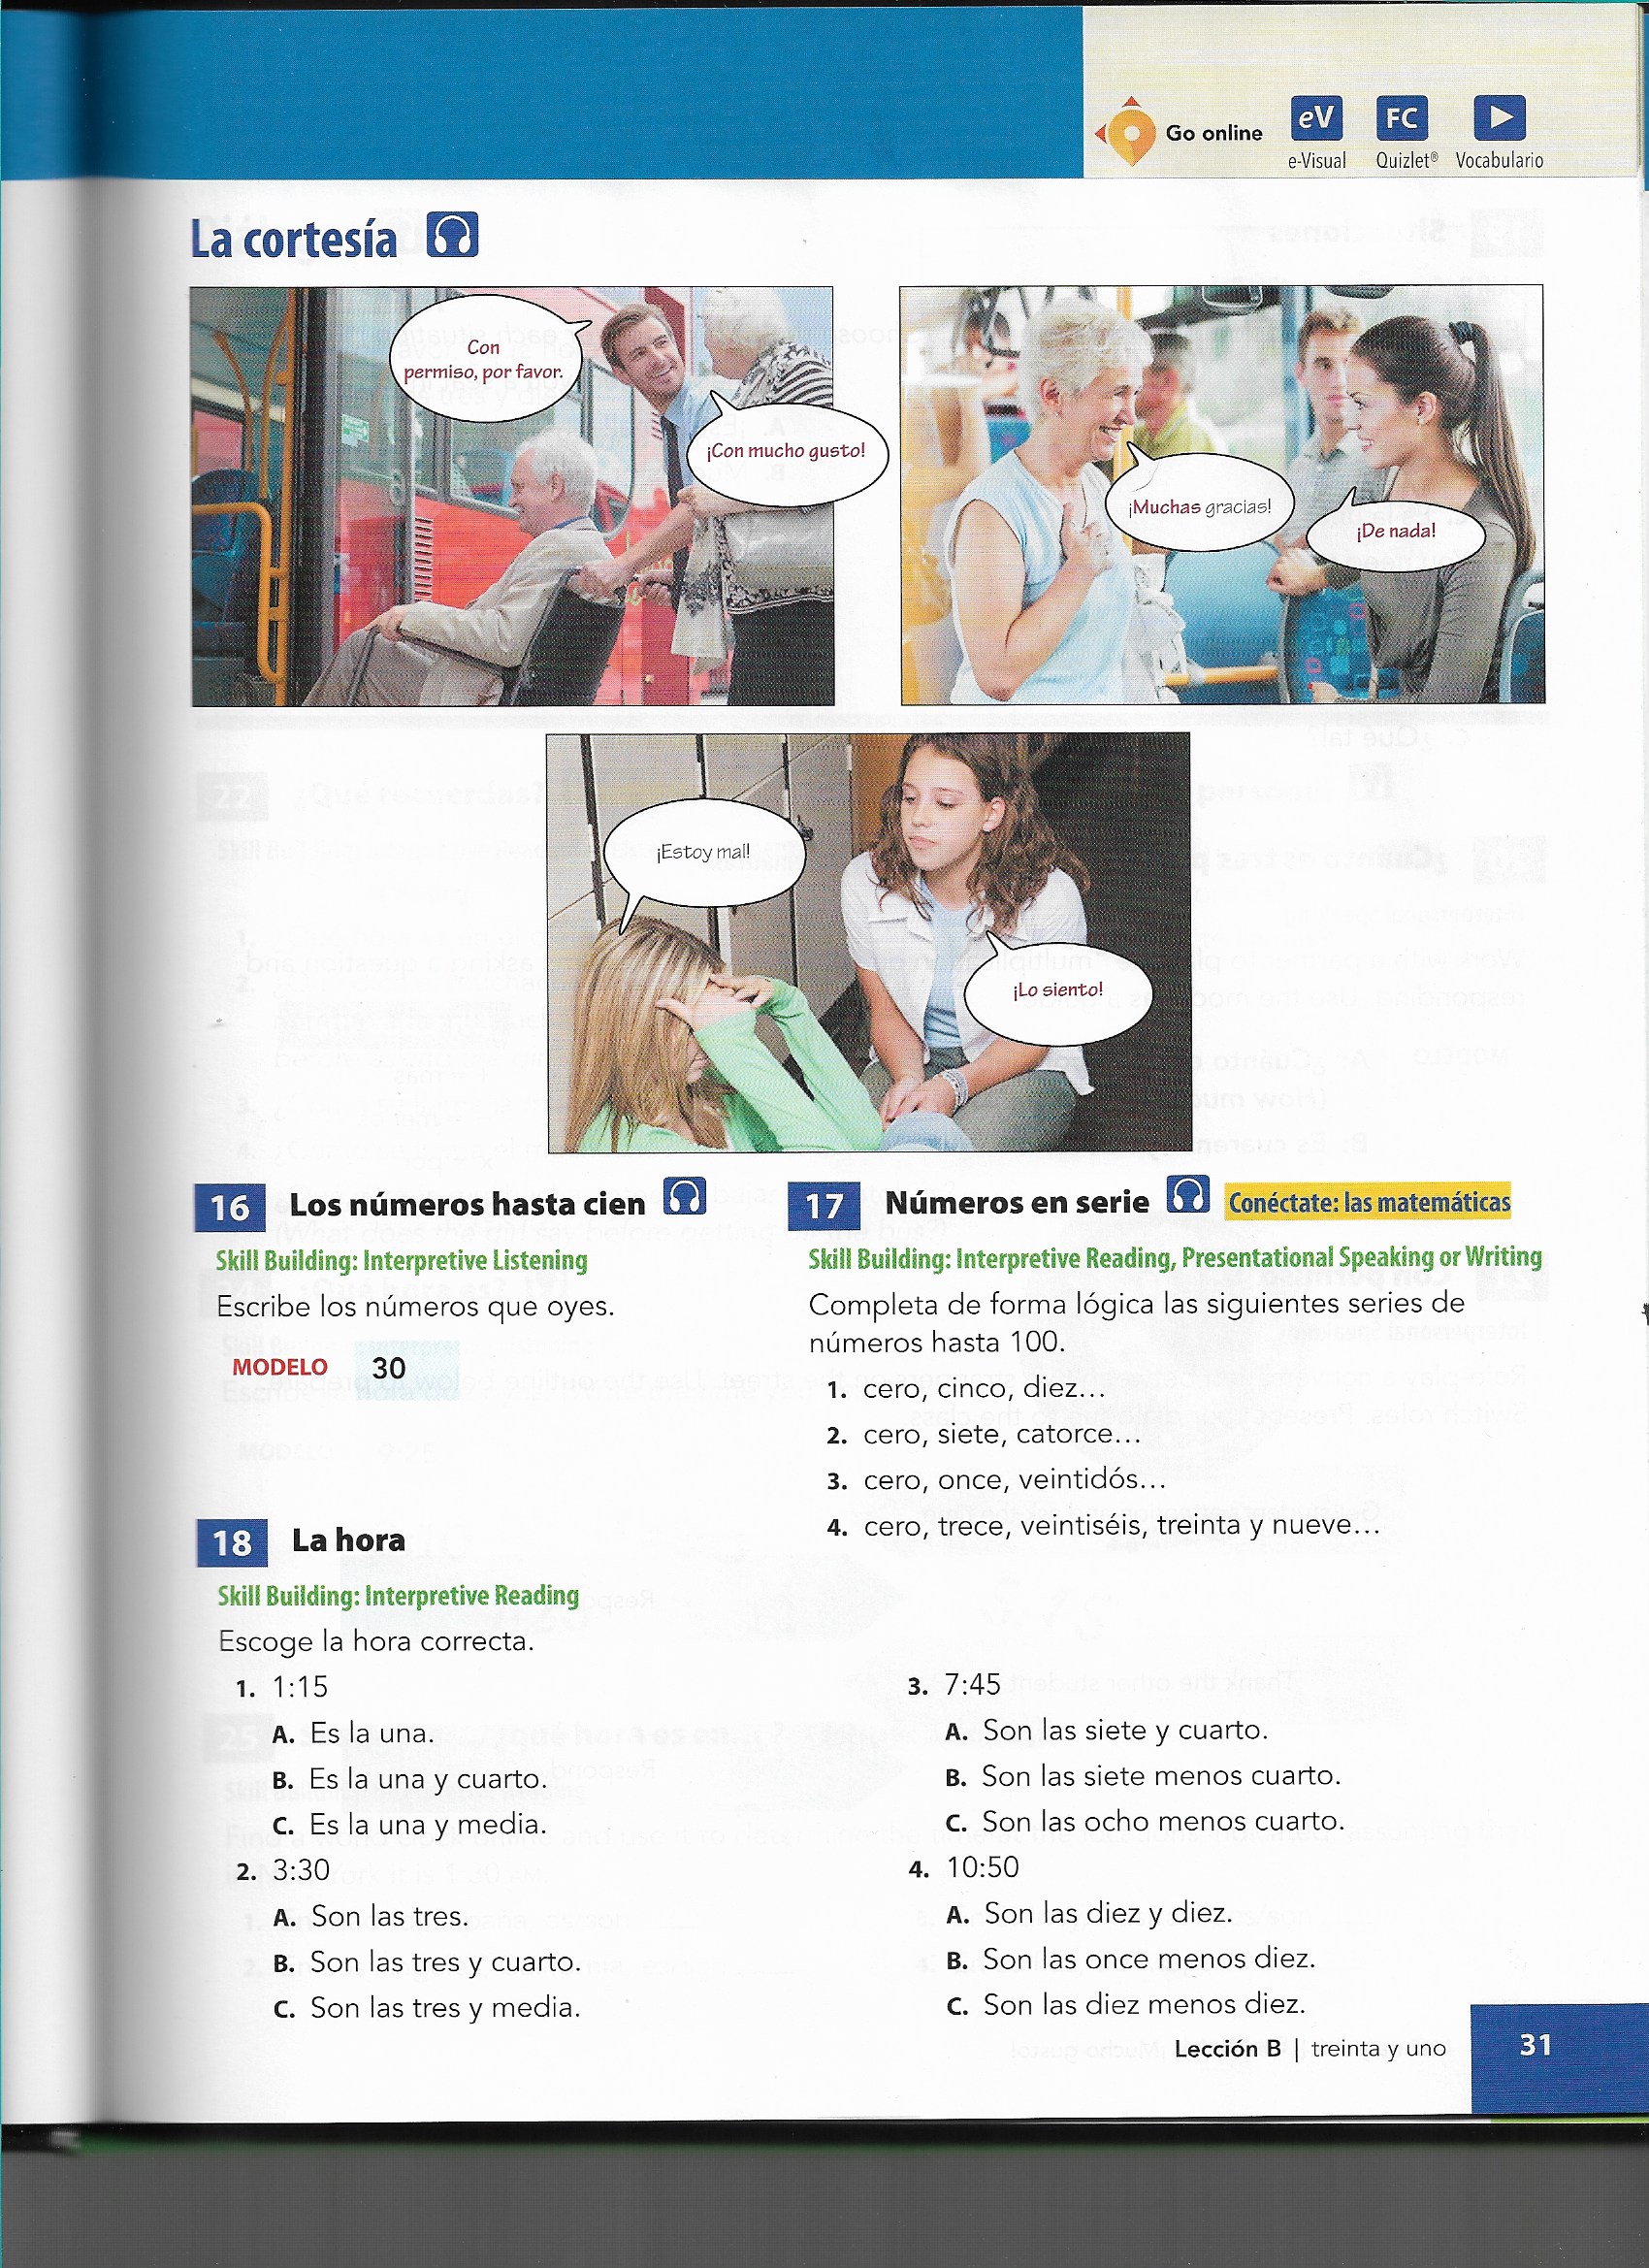 Go online
eV
FC
e-Visual
Quizlet®
Vocabulario
La cortesía
Con
permiso, por favor.
¡Con mucho gusto!
¡Muchas gracias!
¡De nada!
¡Estoy mal!
¡Lo siento!
16 Los números hasta cien
Skill Building: Interpretive Listening
Escribe los números que oyes.
MODELO 30
17 Números en serie Conéctate: las matemáticas
Skill Building: Interpretive Reading, Presentational Speaking or Writing
Completa de forma lógica las siguientes series de
números hasta 100.
1. cero, cinco, diez…
2. cero, siete, catorce…
3. cero, once, veintidós…
4. cero, trece, veintiséis, treinta y nueve…
18 La hora
Skill Building: Interpretive Reading
Escoge la hora correcta.
1. 1:15
A. Es la una.
B. Es la una y cuarto.
C. Es la una y media.
2. 3:30
A. Son las tres.
B. Son las tres y cuarto.
C. Son las tres y media.
3. 7:45
A. Son las siete y cuarto.
B. Son las siete menos cuarto.
C. Son las ocho menos cuarto.
4. 10:50
A. Son las diez y diez.
B. Son las once menos diez.
C. Son las diez menos diez.
Lección B | treinta y uno 31